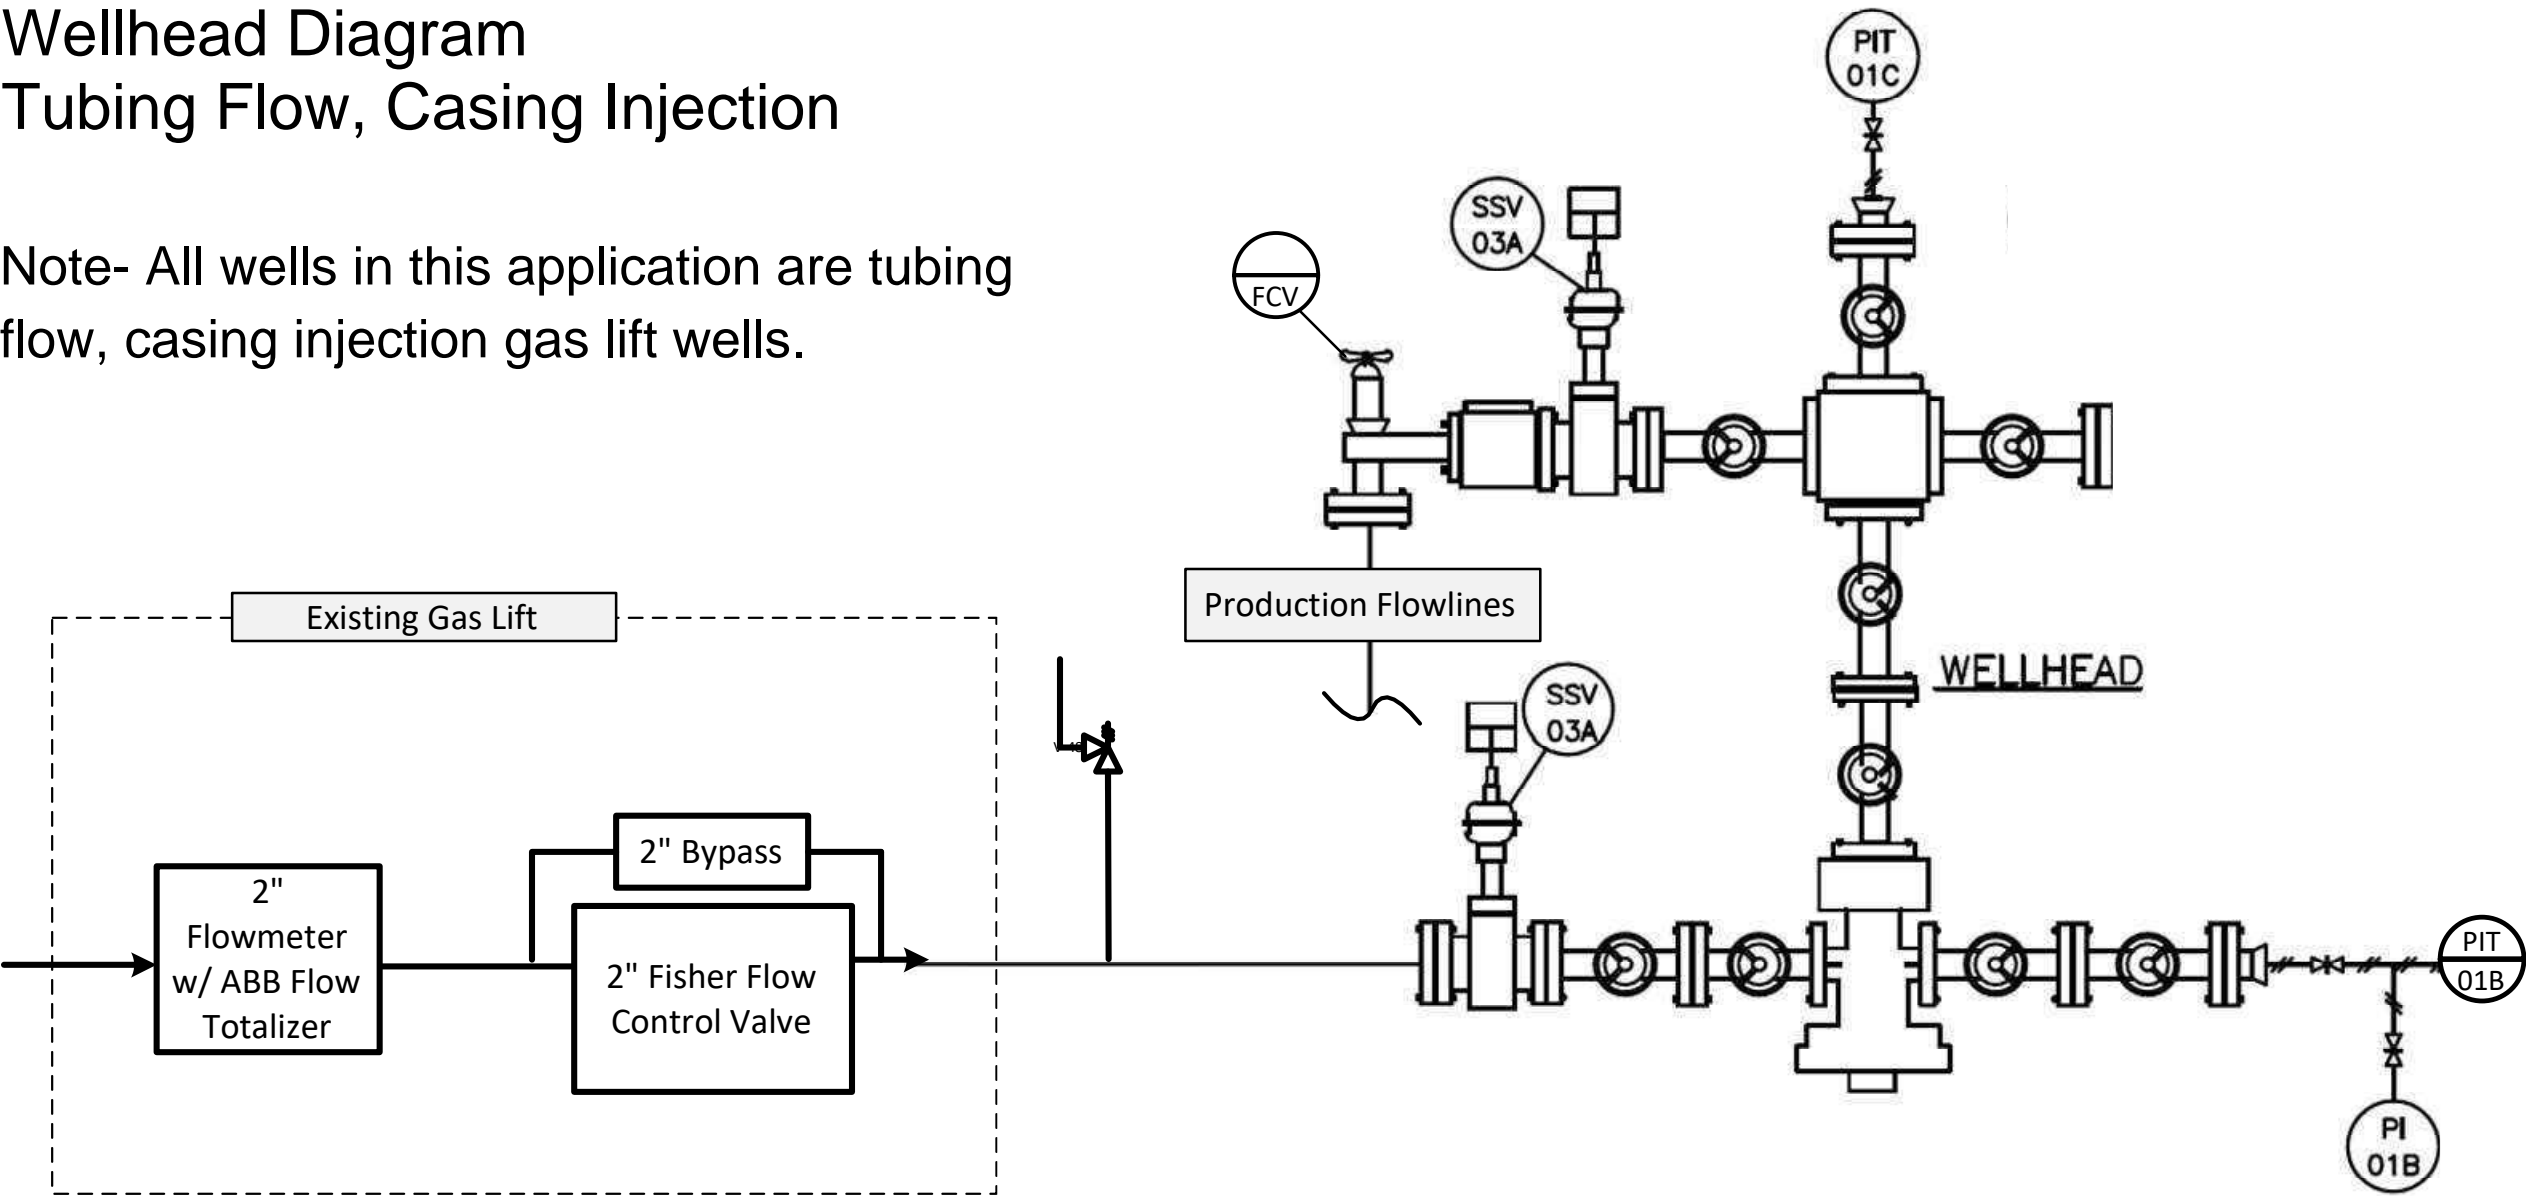 Wellhead Diagram
Tubing Flow, Casing Injection
Note- All wells in this application are tubing
flow, casing injection gas lift wells.
PIT
01C
SSV
03A
FCV
Production Flowlines
Existing Gas Lift
WELLHEAD
SSV
03A
2" Bypass
2"
Flowmeter
w/ ABB Flow
Totalizer
2" Fisher Flow
Control Valve
PIT
01B
PI
01B